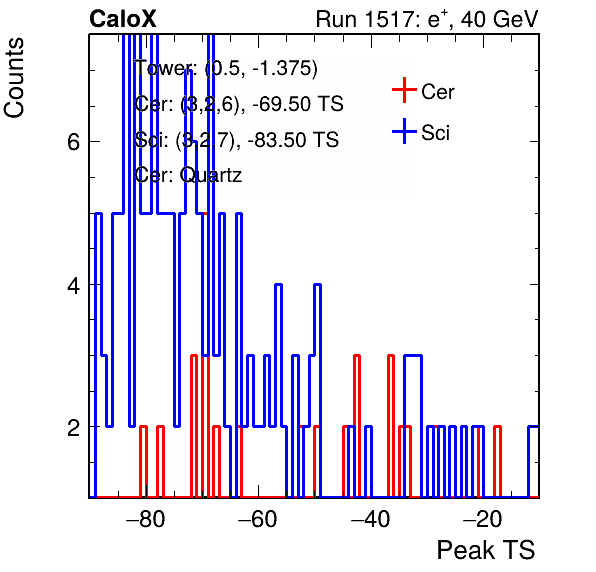 CaloX Run 1517: e⁺, 40 GeV
Counts
Tower: (0.5, -1.375)
Cer: (3,2,6), -69.50 TS
Sci: (3,2,7), -83.50 TS
Cer: Quartz
Cer
Sci
6
4
2
−80 −60 −40 −20
Peak TS